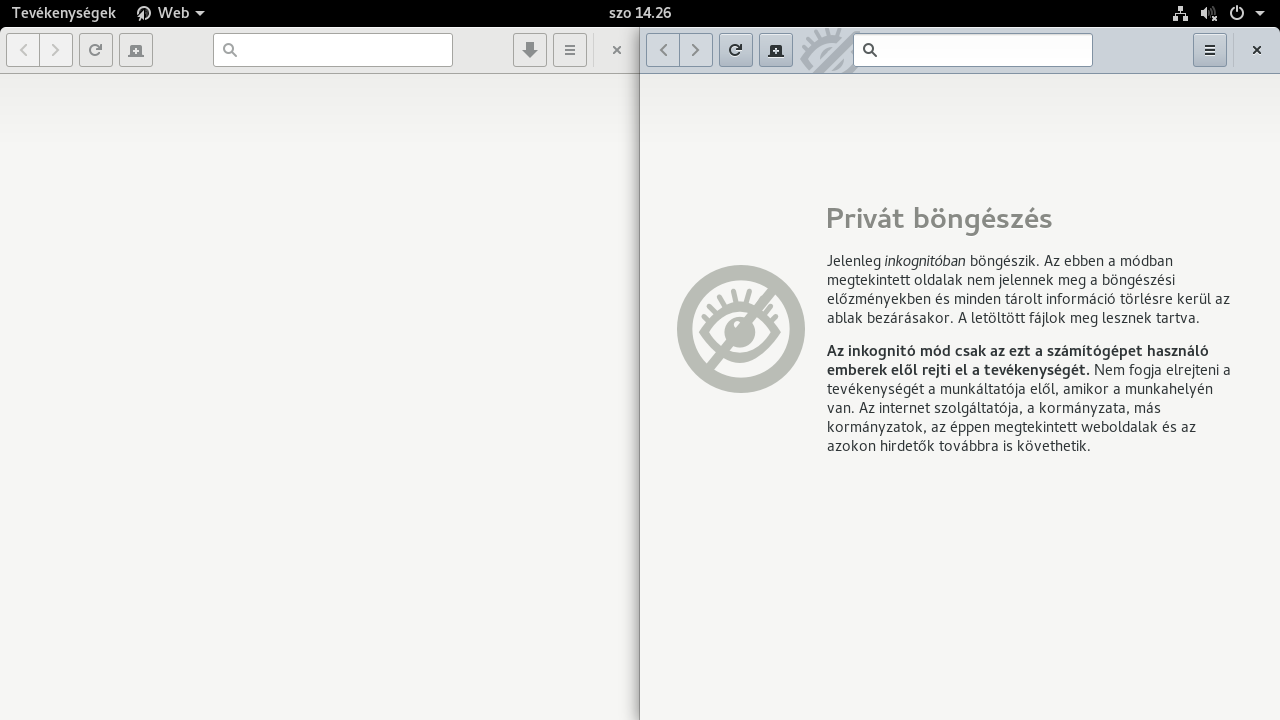 Tevékenységek Web szo 14.26
Privát böngészés
Jelenleg inkognitóban böngészik. Az ebben a módban
megtekintett oldalak nem jelennek meg a böngészési
előzményekben és minden tárolt információ törlésre kerül az
ablak bezárásakor. A letöltött fájlok meg lesznek tartva.
Az inkognitó mód csak az ezt a számítógépet használó
emberek elől rejti el a tevékenységét. Nem fogja elrejteni a
tevékenységét a munkáltatója elől, amikor a munkahelyén
van. Az internet szolgáltatója, a kormányzata, más
kormányzatok, az éppen megtekintett weboldalak és az
azokon hirdetők továbbra is követhetik.